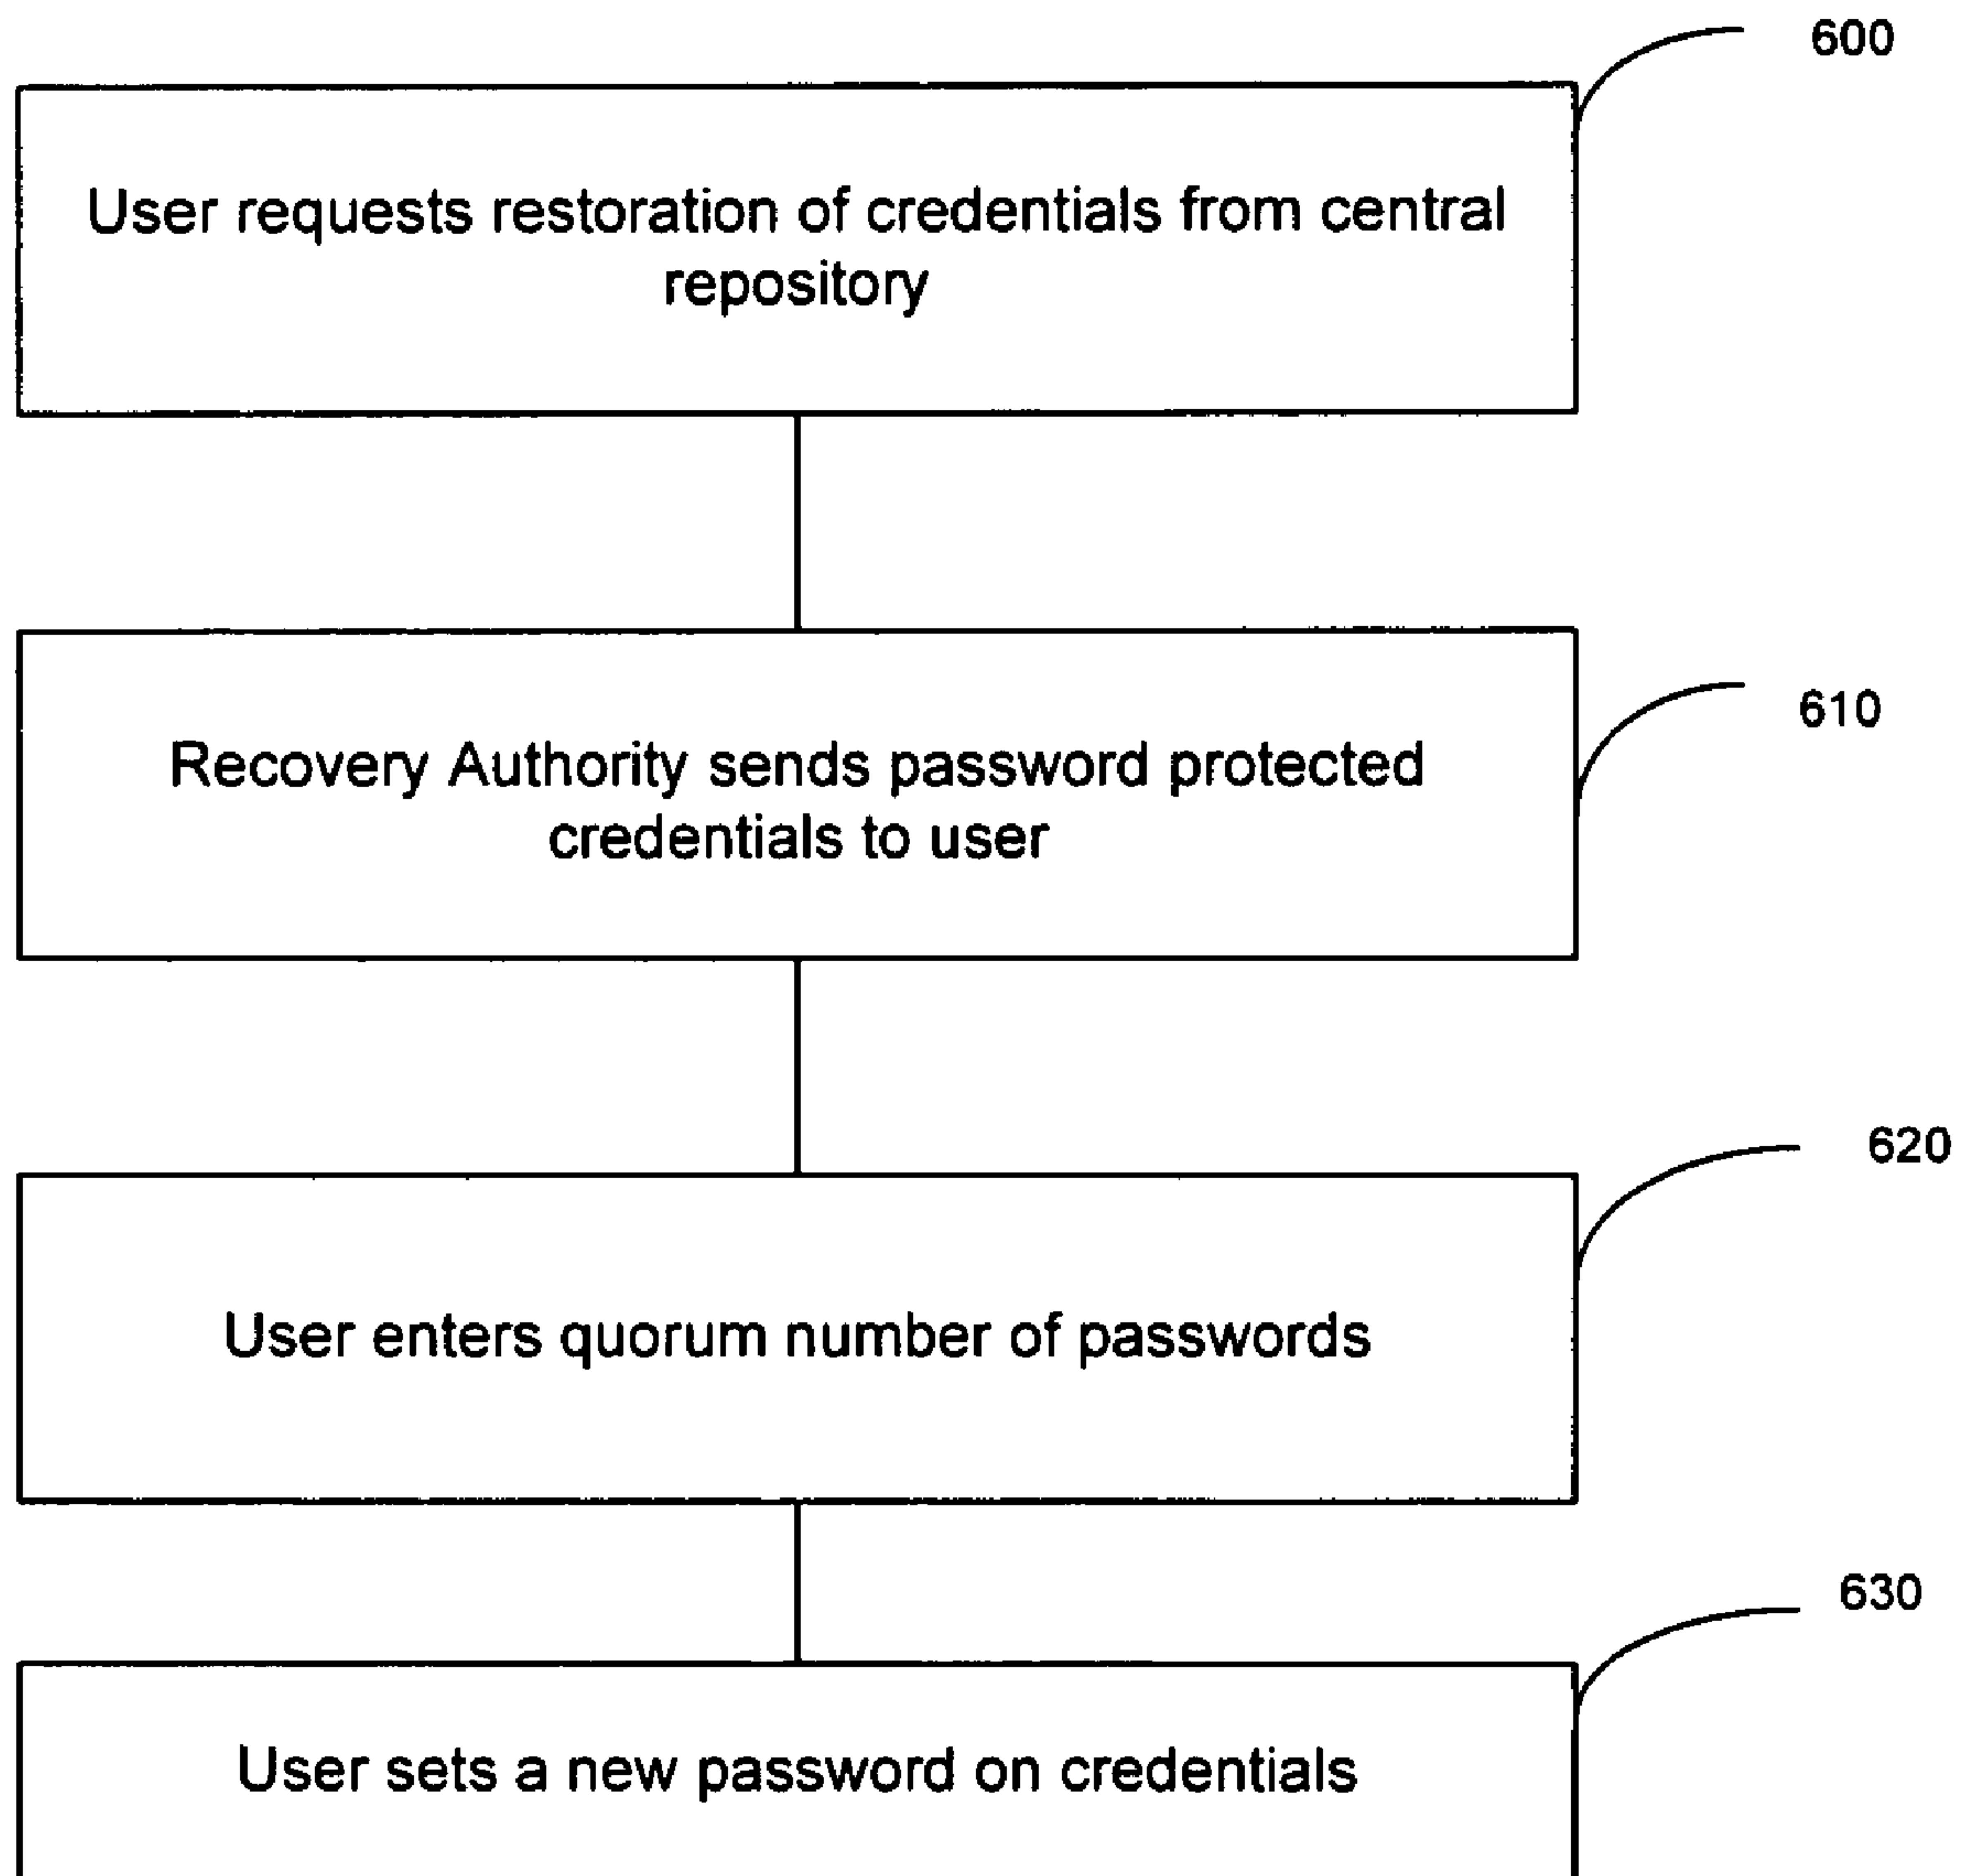 600
User requests restoration of credentials from central
repository
610
Recovery Authority sends password protected
credentials to user
620
User enters quorum number of passwords
630
User sets a new password on credentials